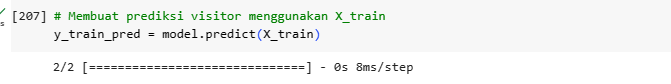 [207] # Membuat prediksi visitor menggunakan X_train
y_train_pred = model.predict(X_train)
2/2 [==============================] - 0s 8ms/step